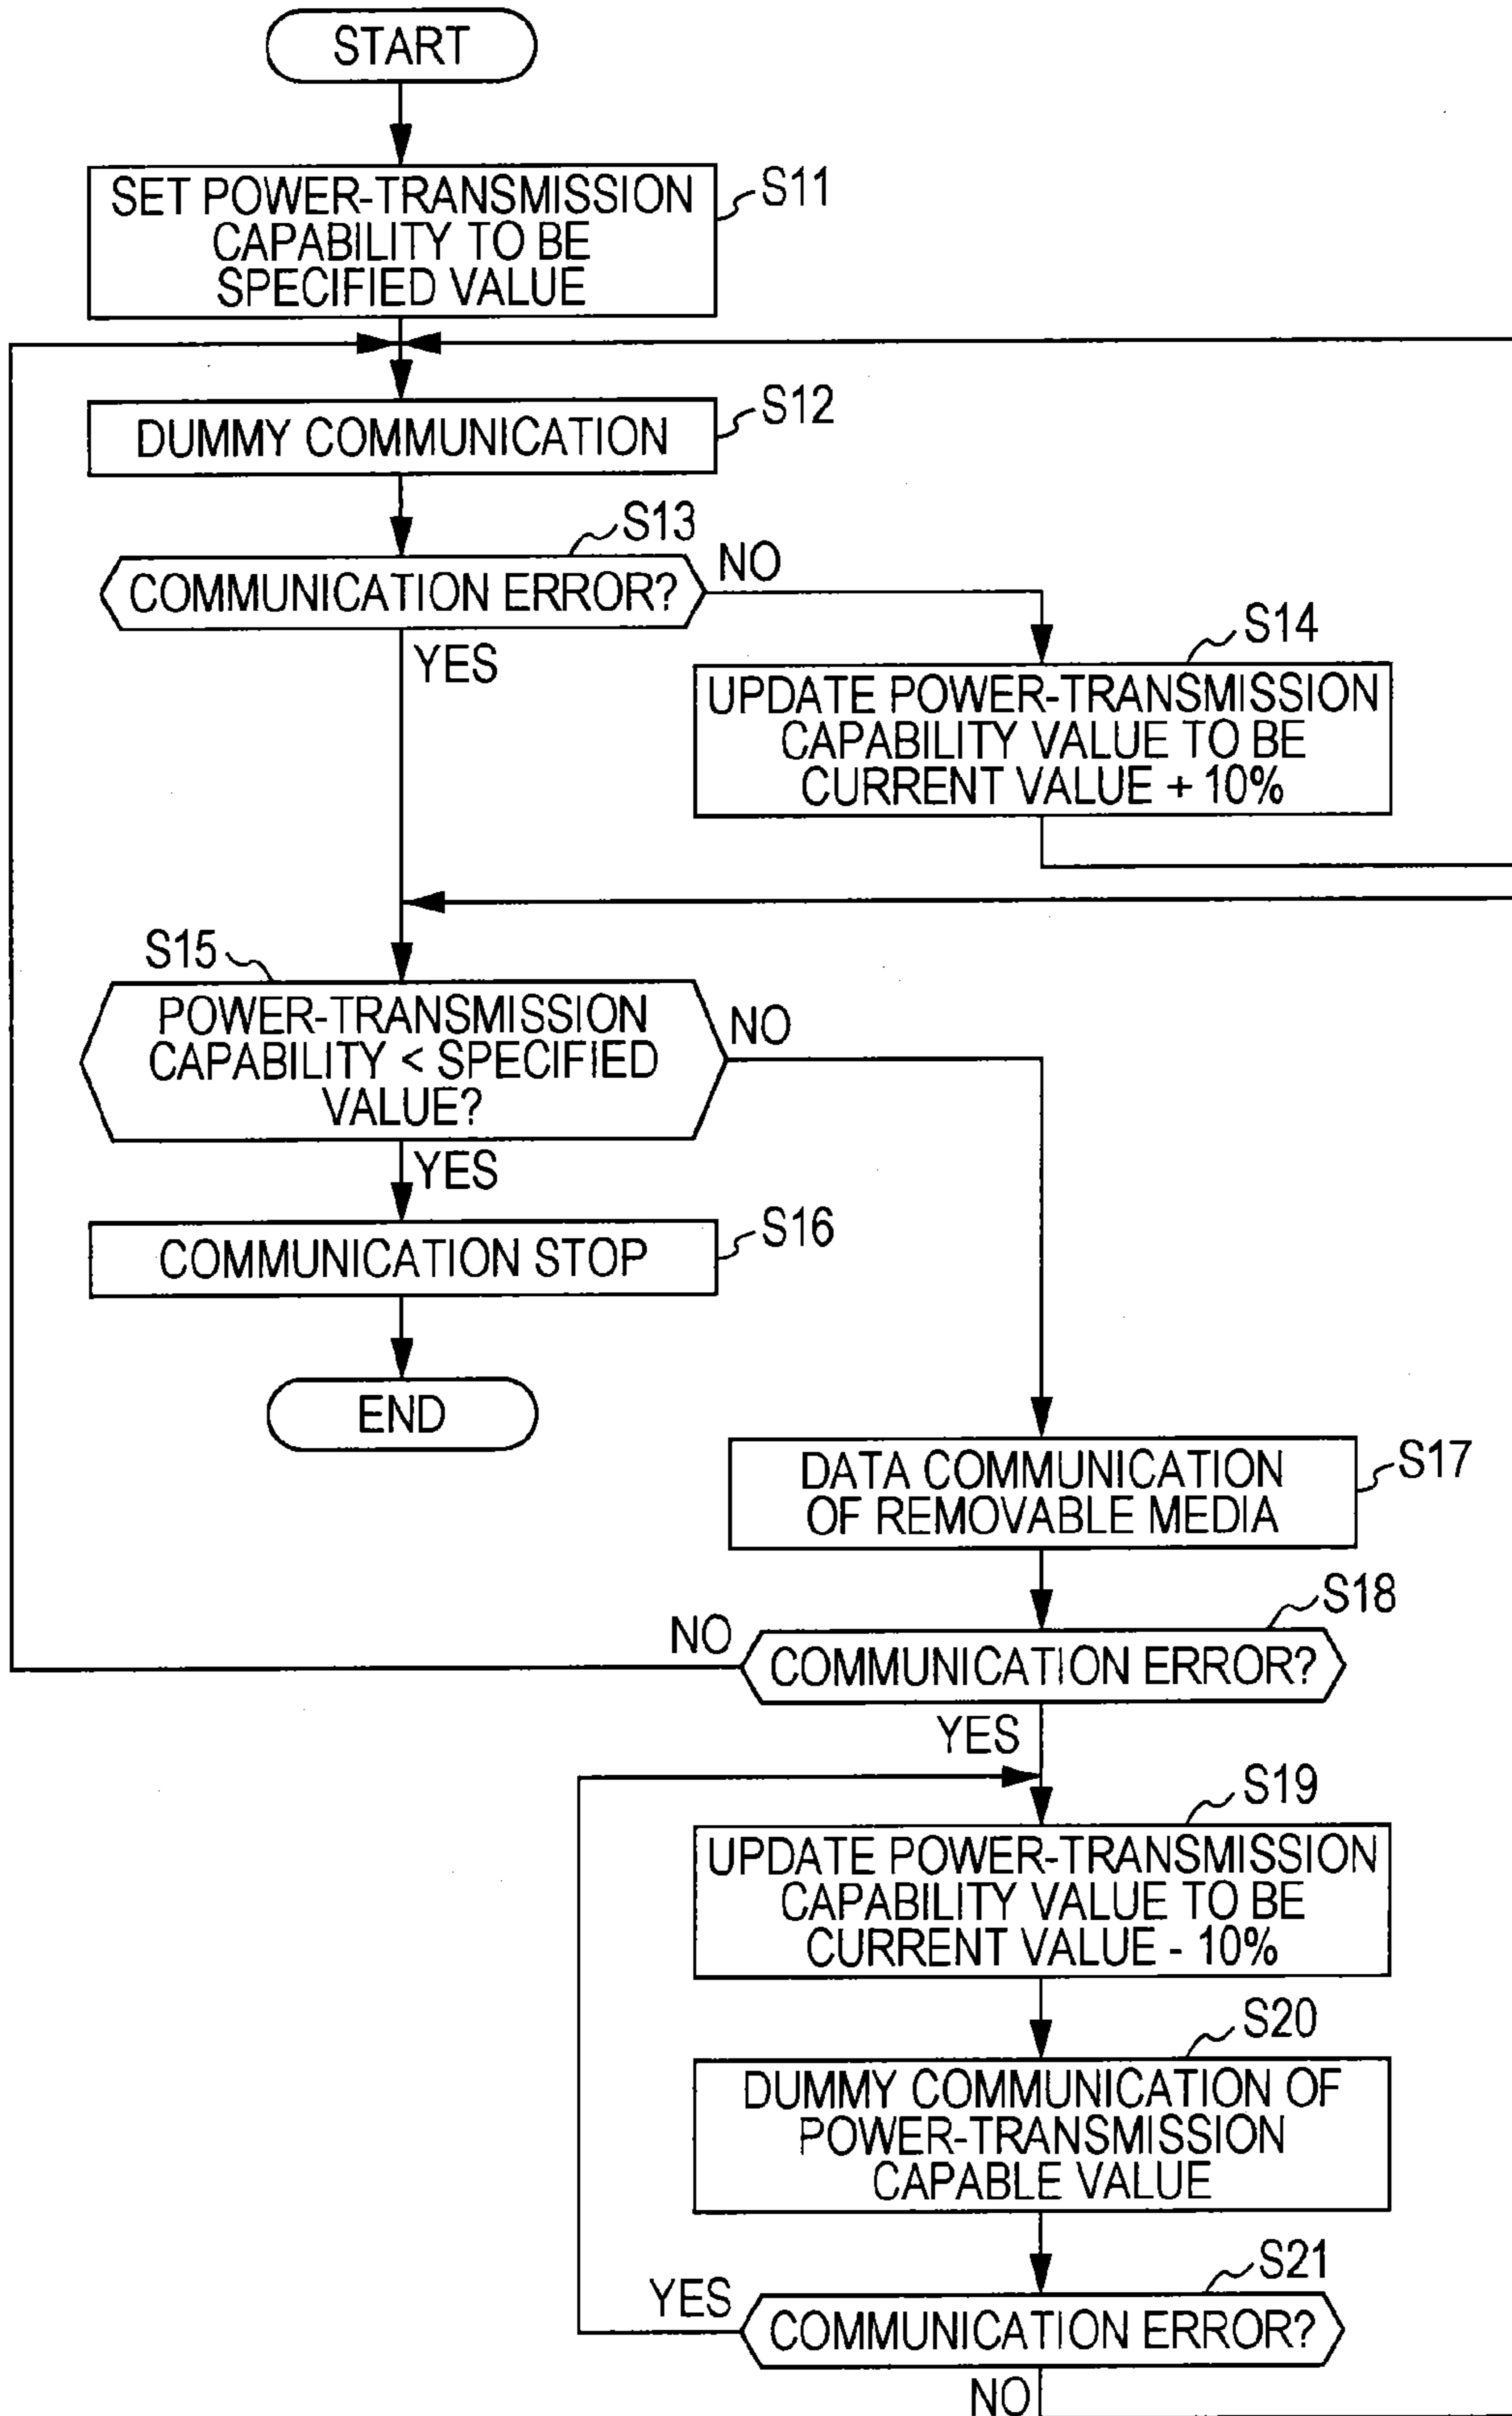 START
SET POWER-TRANSMISSION
CAPABILITY TO BE
SPECIFIED VALUE
S11
DUMMY COMMUNICATION
S12
S13
COMMUNICATION ERROR?
NO
YES
S14
UPDATE POWER-TRANSMISSION
CAPABILITY VALUE TO BE
CURRENT VALUE + 10%
S15
POWER-TRANSMISSION
CAPABILITY < SPECIFIED
VALUE?
NO
YES
COMMUNICATION STOP
S16
END
DATA COMMUNICATION
OF REMOVABLE MEDIA
S17
S18
COMMUNICATION ERROR?
NO
YES
S19
UPDATE POWER-TRANSMISSION
CAPABILITY VALUE TO BE
CURRENT VALUE - 10%
S20
DUMMY COMMUNICATION OF
POWER-TRANSMISSION
CAPABLE VALUE
S21
COMMUNICATION ERROR?
YES
NO